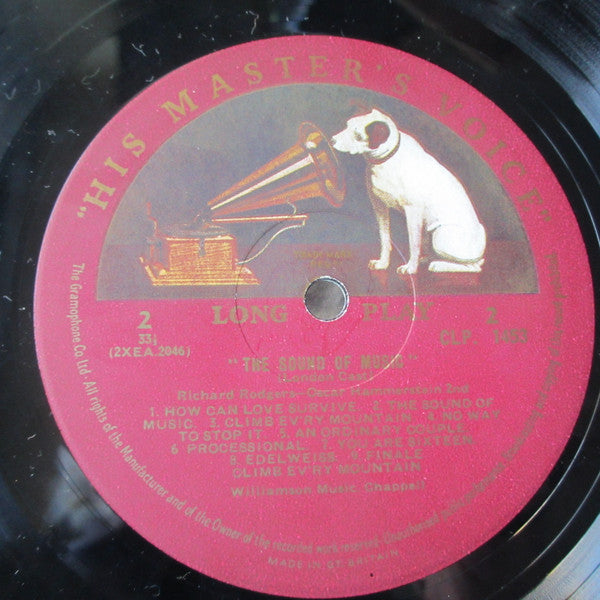 "HIS MASTER'S VOICE"
LONG PLAY
2
33⅓
(2XEA.2046)
2
CLP.
"THE SOUND OF MUSIC"
(London Cast)
Richard Rodgers-Oscar Hammerstein 2nd
1. HOW CAN LOVE SURVIVE 2. THE SOUND OF
MUSIC. 3. CLIMB EV'RY MOUNTAIN. 4. NO WAY
TO STOP IT. 5. AN ORDINARY COUPLE
6. PROCESSIONAL. 7. YOU ARE SIXTEEN.
8. EDELWEISS. 9. FINALE
CLIMB EV'RY MOUNTAIN
Williamson Music Chappell
The Gramophone Co Ltd · All rights of the Manufacturer and of the Owner of the recorded work reserved
MADE IN GT. BRITAIN